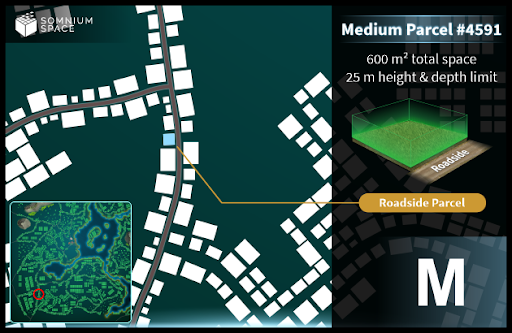 SOMNIUM
SPACE
Medium Parcel #4591
600 m² total space
25 m height & depth limit
Roadside
Roadside Parcel
M